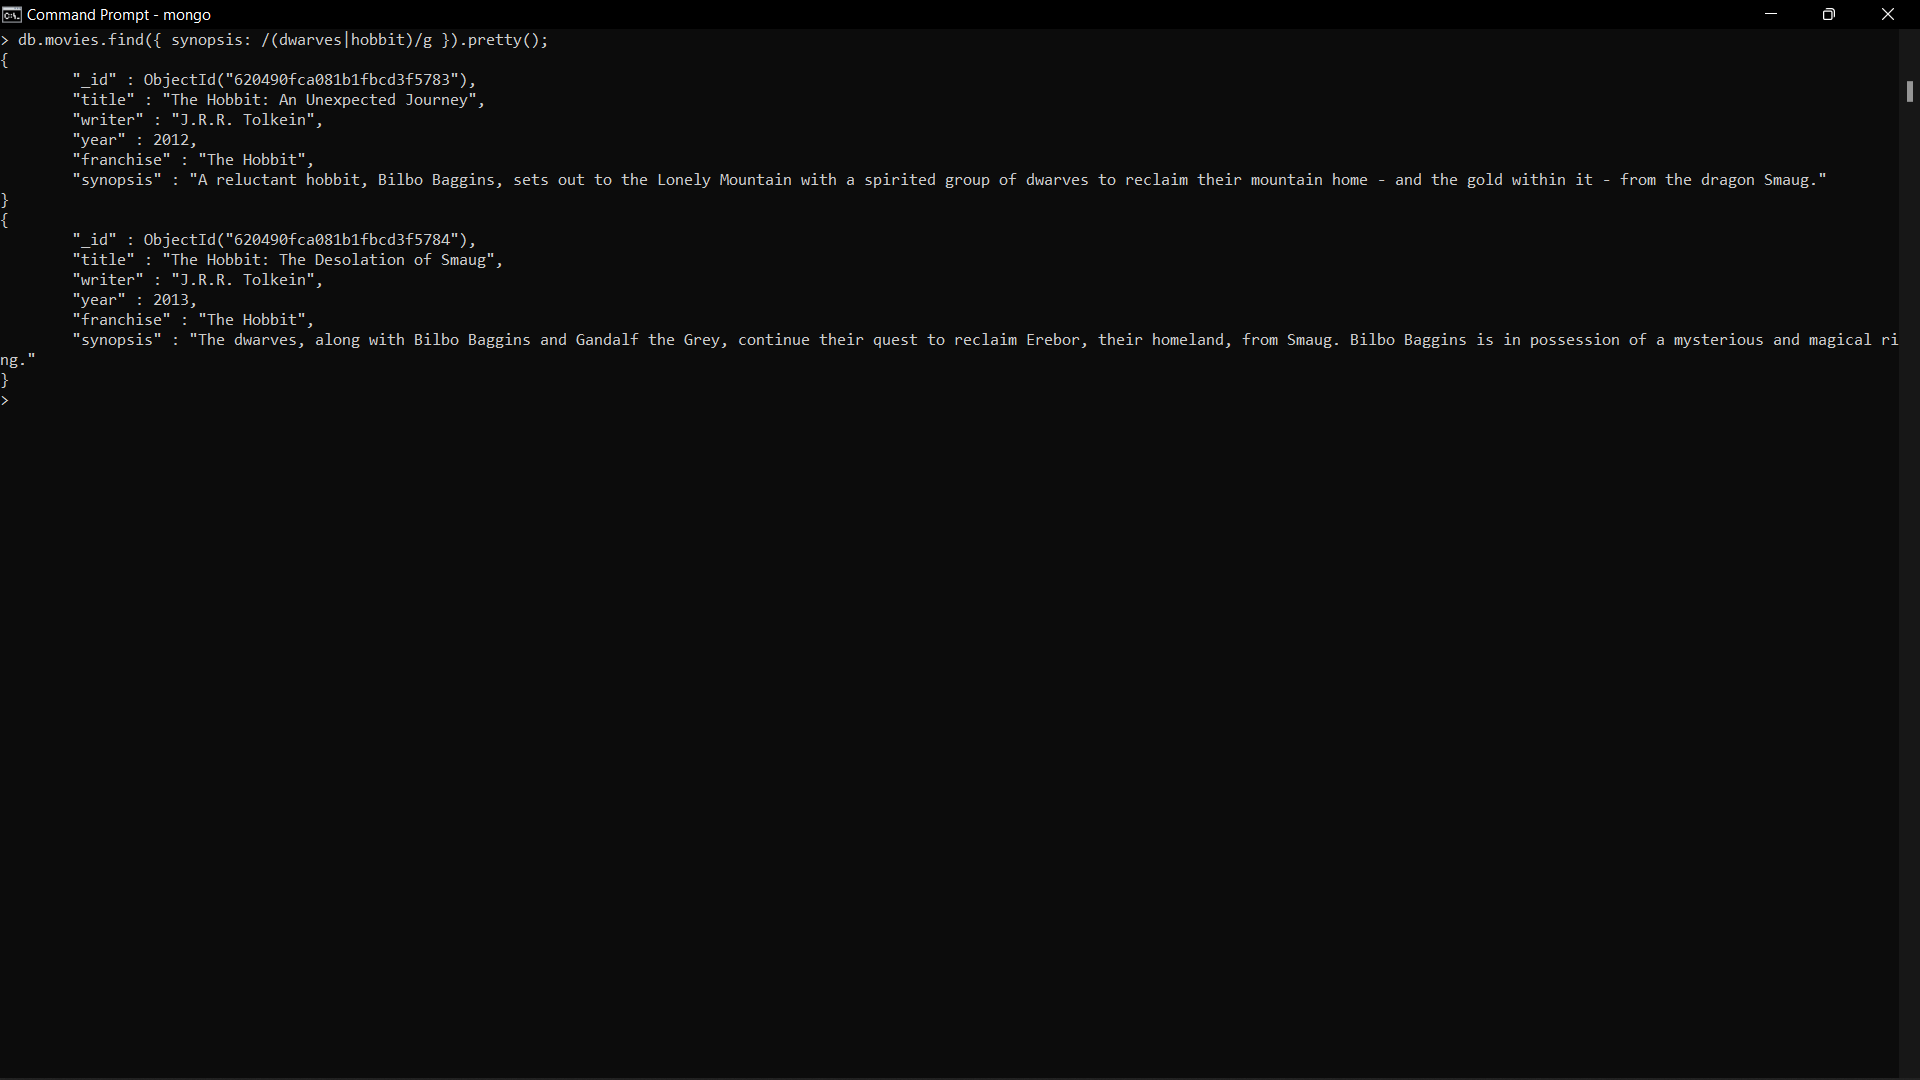 Command Prompt - mongo
> db.movies.find({ synopsis: /(dwarves|hobbit)/g }).pretty();
{
        "_id" : ObjectId("620490fca081b1fbcd3f5783"),
        "title" : "The Hobbit: An Unexpected Journey",
        "writer" : "J.R.R. Tolkein",
        "year" : 2012,
        "franchise" : "The Hobbit",
        "synopsis" : "A reluctant hobbit, Bilbo Baggins, sets out to the Lonely Mountain with a spirited group of dwarves to reclaim their mountain home - and the gold within it - from the dragon Smaug."
}
{
        "_id" : ObjectId("620490fca081b1fbcd3f5784"),
        "title" : "The Hobbit: The Desolation of Smaug",
        "writer" : "J.R.R. Tolkein",
        "year" : 2013,
        "franchise" : "The Hobbit",
        "synopsis" : "The dwarves, along with Bilbo Baggins and Gandalf the Grey, continue their quest to reclaim Erebor, their homeland, from Smaug. Bilbo Baggins is in possession of a mysterious and magical ri
ng."
}
>